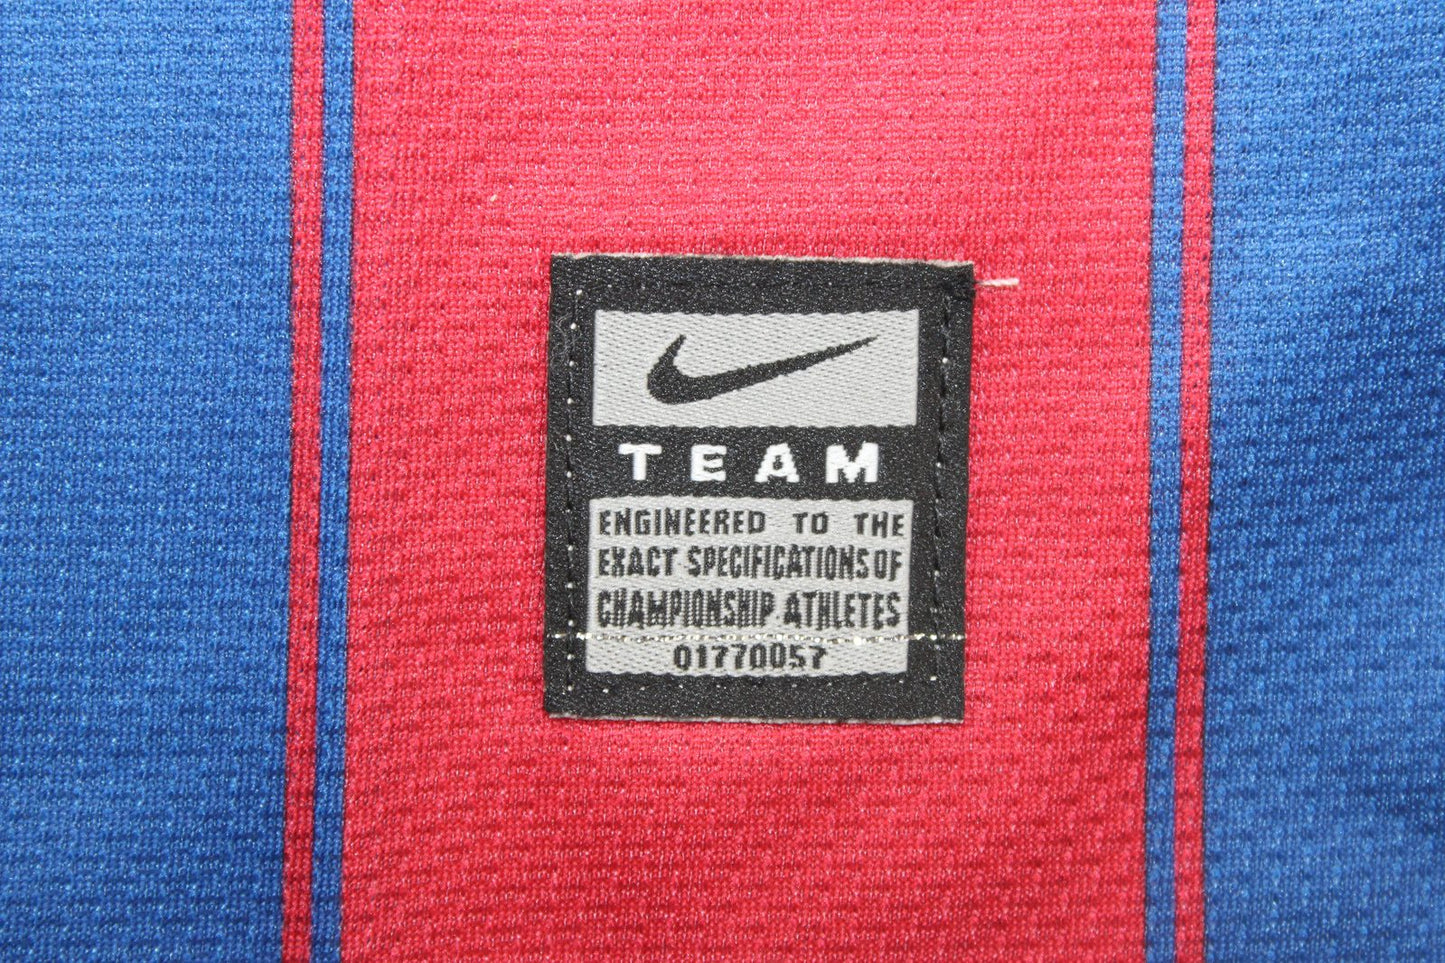 TEAM
ENGINEERED TO THE
EXACT SPECIFICATIONS OF
CHAMPIONSHIP ATHLETES
01770057